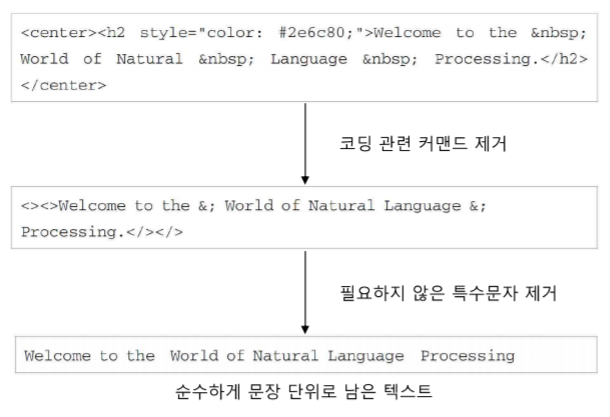 <center><h2 style="color: #2e6c80;">Welcome to the &nbsp;
World of Natural &nbsp; Language &nbsp; Processing.</h2>
</center>
코딩 관련 커맨드 제거
<><>Welcome to the &; World of Natural Language &;
Processing.</></>
필요하지 않은 특수문자 제거
Welcome to the World of Natural Language Processing
순수하게 문장 단위로 남은 텍스트